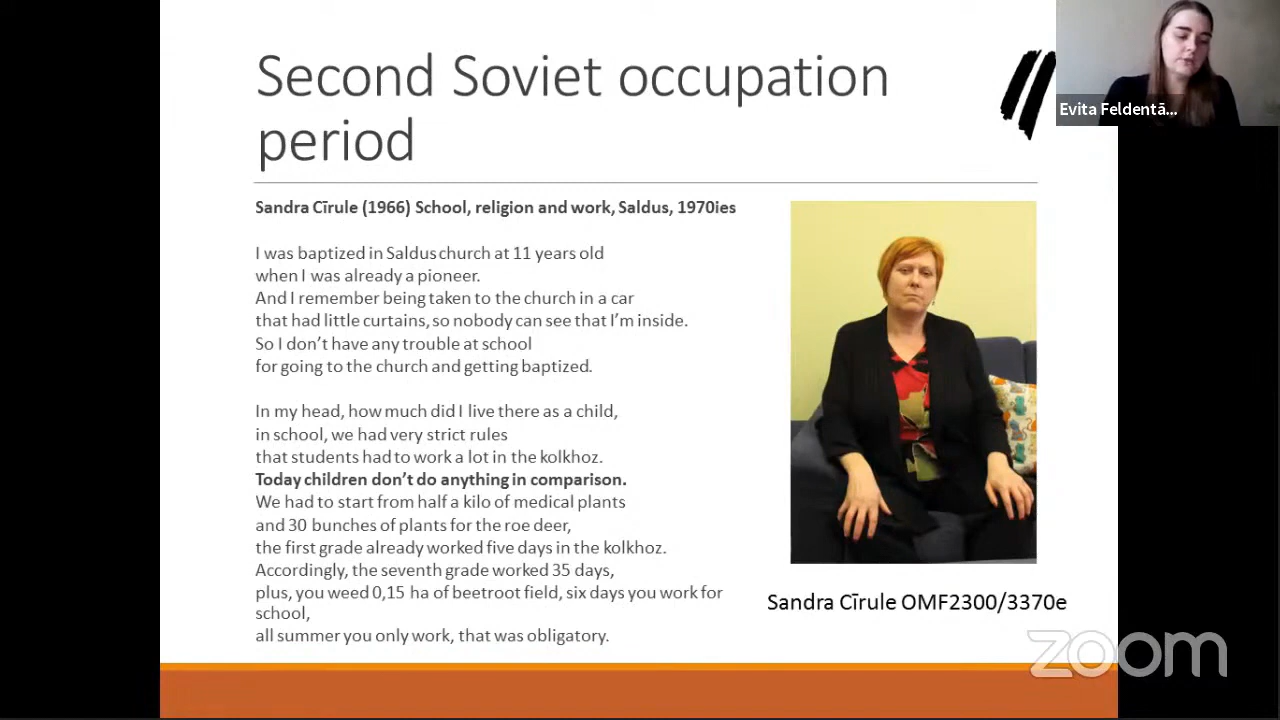 Second Soviet occupation
period
Evita Feldentā...
Sandra Cīrule (1966) School, religion and work, Saldus, 1970ies
I was baptized in Saldus church at 11 years old
when I was already a pioneer.
And I remember being taken to the church in a car
that had little curtains, so nobody can see that I'm inside.
So I don't have any trouble at school
for going to the church and getting baptized.
In my head, how much did I live there as a child,
in school, we had very strict rules
that students had to work a lot in the kolkhoz.
Today children don't do anything in comparison.
We had to start from half a kilo of medical plants
and 30 bunches of plants for the roe deer,
the first grade already worked five days in the kolkhoz.
Accordingly, the seventh grade worked 35 days,
plus, you weed 0,15 ha of beetroot field, six days you work for
school,
all summer you only work, that was obligatory.
Sandra Cīrule OMF2300/3370e
zoom